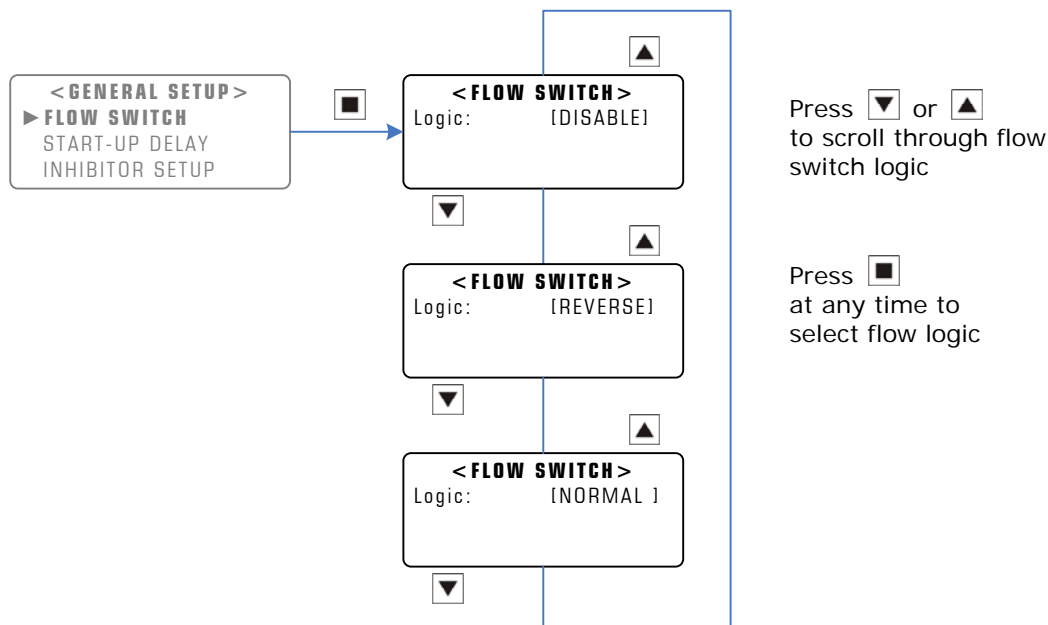 <GENERAL SETUP>
▶FLOW SWITCH
START-UP DELAY
INHIBITOR SETUP
<FLOW SWITCH>
Logic: [DISABLE]
<FLOW SWITCH>
Logic: [REVERSE]
<FLOW SWITCH>
Logic: [NORMAL ]
Press ▼ or ▲
to scroll through flow
switch logic
Press ■
at any time to
select flow logic